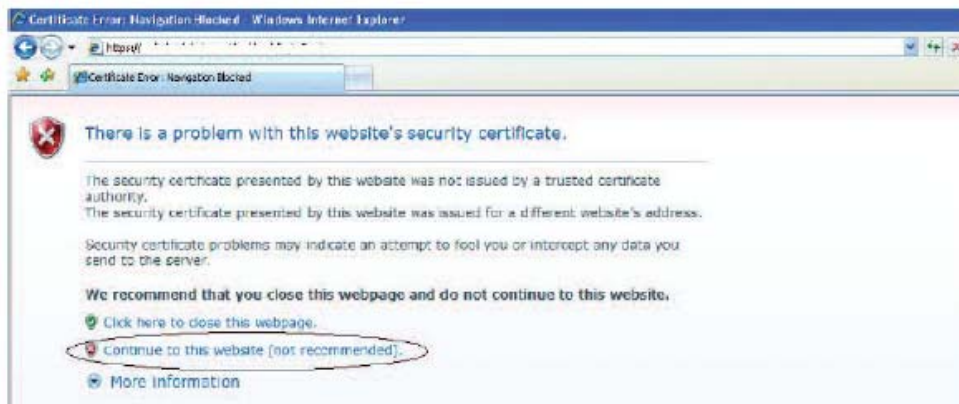 Certificate Error: Navigation Blocked - Windows Internet Explorer
https://
Certificate Error: Navigation Blocked
There is a problem with this website's security certificate.
The security certificate presented by this website was not issued by a trusted certificate
authority.
The security certificate presented by this website was issued for a different website's address.
Security certificate problems may indicate an attempt to fool you or intercept any data you
send to the server.
We recommend that you close this webpage and do not continue to this website.
Click here to close this webpage.
Continue to this website (not recommended).
More information